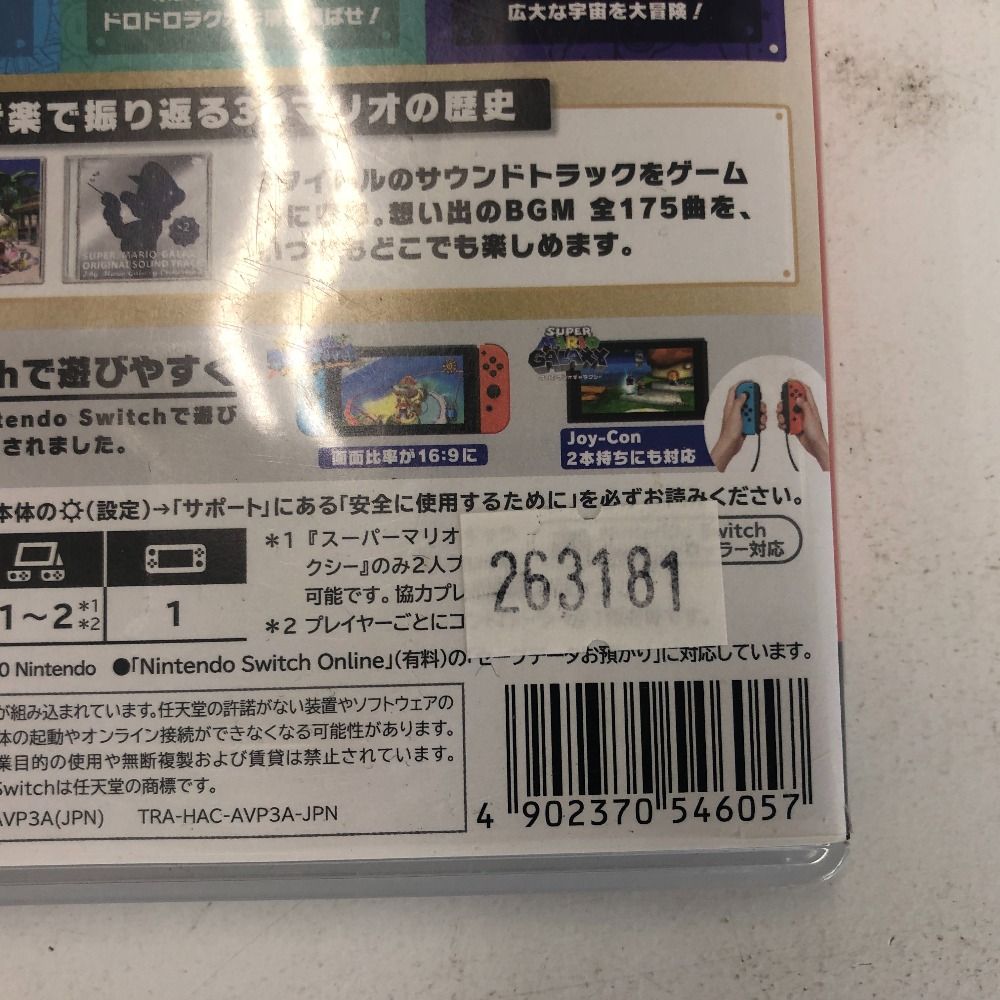 ドロドロラク
ばせ！
広大な宇宙を大冒険！
楽で振り返る3
マリオの歴史
のサウンドトラックをゲーム
想い出のBGM 全175曲を、
どこでも楽しめます。
SUPER MARIO GALAXY
ORIGINAL SOUND TRACK
hで遊びやすく
ntendo Switchで遊び
されました。
画面比率が16:9に
SUPER
MARIO
GALAXY
Joy-Con
2本持ちにも対応
本体の(設定)→「サポート」にある「安全に使用するために」を必ずお読みください。
1～2 *1
*2
1
*1 『スーパーマリオ
クシー』のみ2人プ
可能です。協力プレ
*2 プレイヤーごとにコ
witch
ラー対応
263181
0 Nintendo ●「Nintendo Switch Online」(有料)の「セーブデータお預かり」に対応しています。
が組み込まれています。任天堂の許諾がない装置やソフトウェアの
体の起動やオンライン接続ができなくなる可能性があります。
業目的の使用や無断複製および賃貸は禁止されています。
Switchは任天堂の商標です。
AVP3A(JPN) TRA-HAC-AVP3A-JPN
4 902370 546057